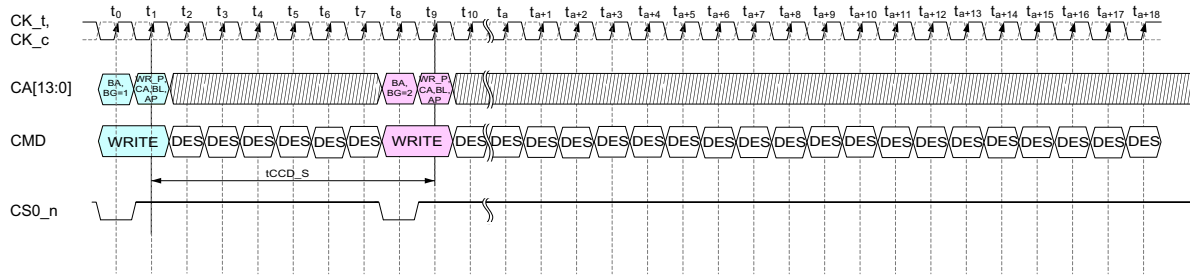 CK_t, t0 t1 t2 t3 t4 t5 t6 t7 t8 t9 t10 ta ta+1 ta+2 ta+3 ta+4 ta+5 ta+6 ta+7 ta+8 ta+9 ta+10 ta+11 ta+12 ta+13 ta+14 ta+15 ta+16 ta+17 ta+18
CK_c
CA[13:0] BA, BG=1 WR_P, CA,BL, AP BA, BG=2 WR_P, CA,BL, AP
CMD WRITE DES DES DES DES DES DES WRITE DES DES DES DES DES DES DES DES DES DES DES DES DES DES DES DES DES DES DES
tCCD_S
CS0_n